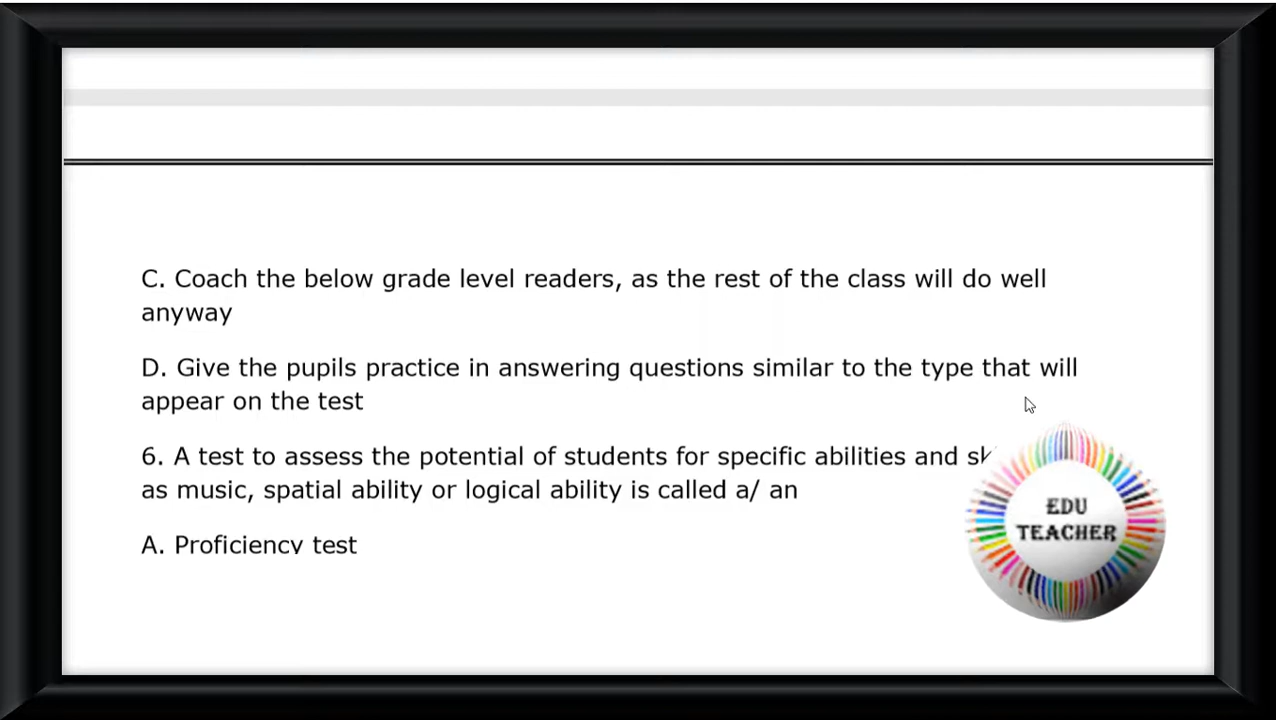 C. Coach the below grade level readers, as the rest of the class will do well
anyway
D. Give the pupils practice in answering questions similar to the type that will
appear on the test
6. A test to assess the potential of students for specific abilities and
as music, spatial ability or logical ability is called a/ an
A. Proficiency test
EDU
TEACHER